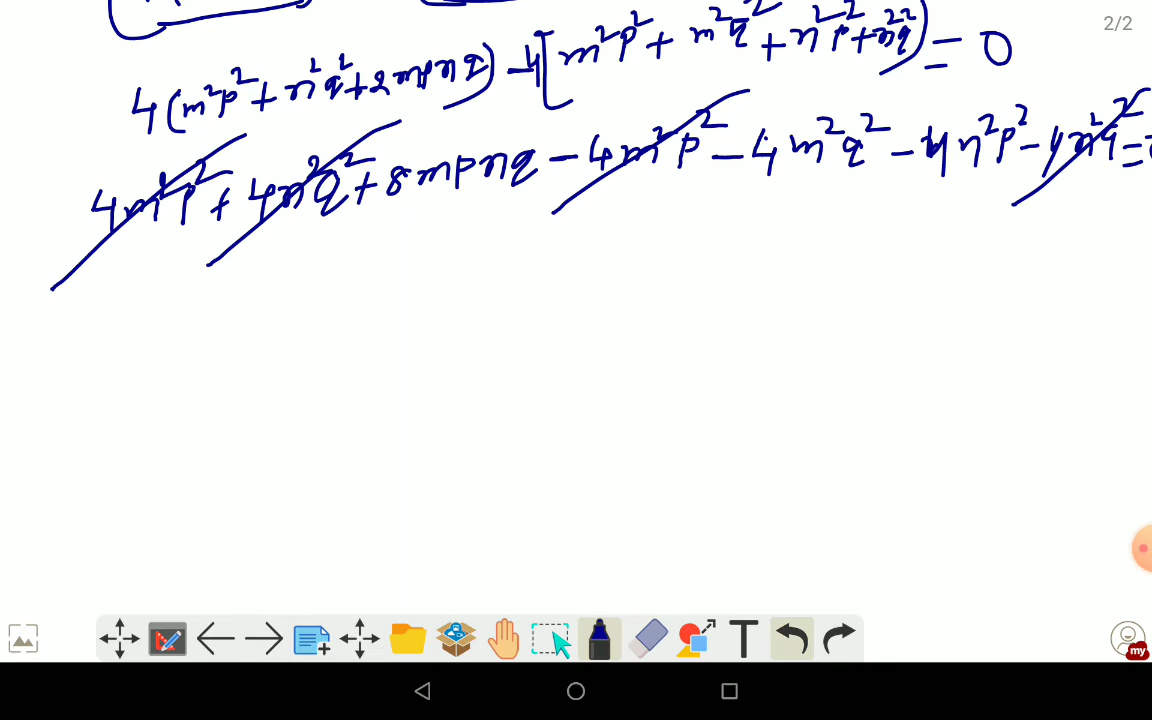 2/2
4(m²p² + n²q² + 2mpnq) - 4[m²p² + m²q² + n²p² + n²q²) = 0
4m²p² + 4n²q² + 8mpnq - 4m²p² - 4m²q² - 4n²p² - 4n²q² =
T
my